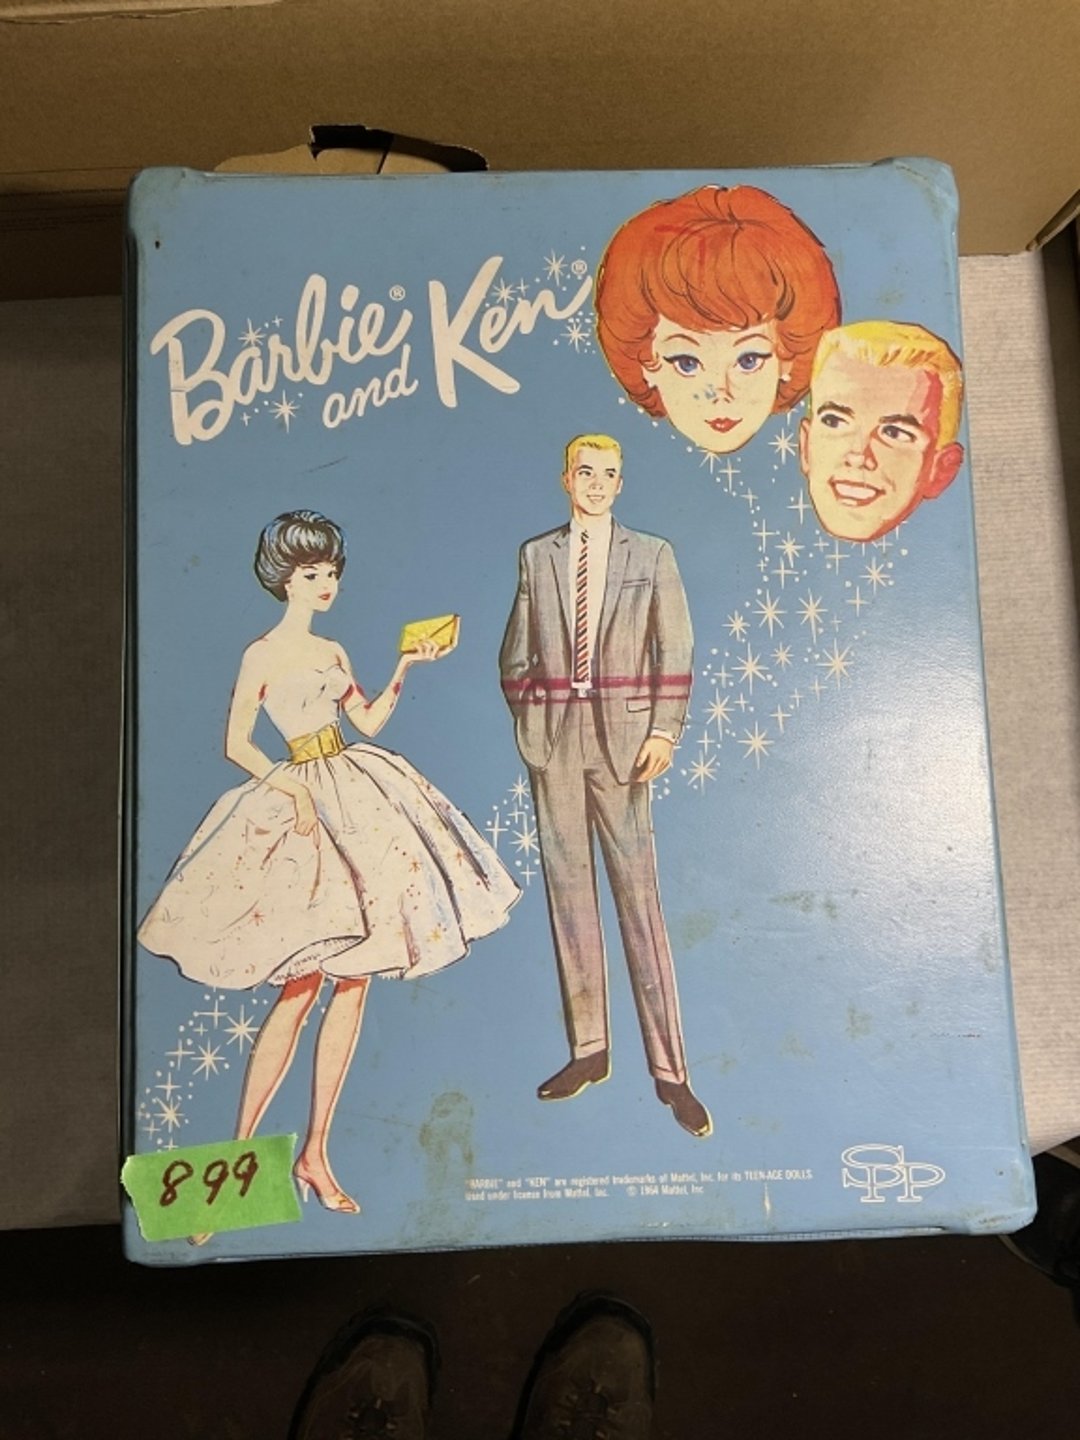 Barbie®
and Ken®
"BARBIE" and "KEN" are registered trademarks of Mattel, Inc. for its TEEN-AGE DOLLS
used under license from Mattel, Inc. © 1964 Mattel, Inc
SPP
899